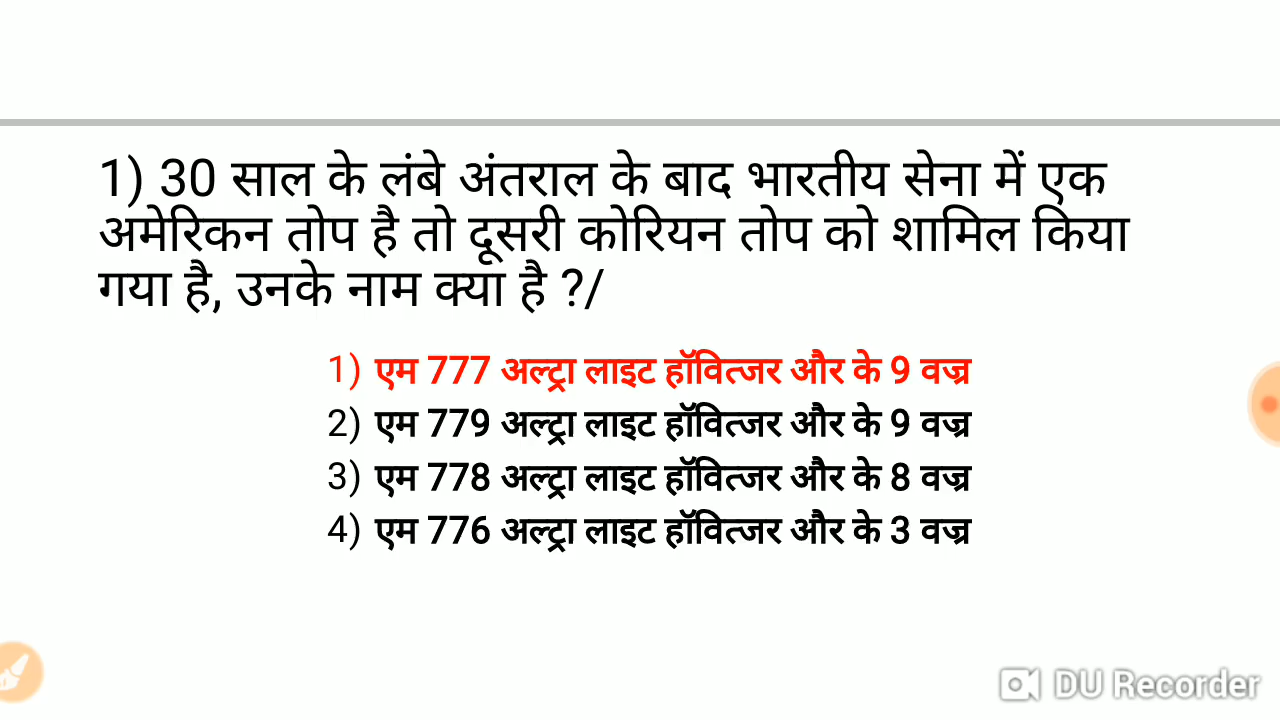 1) 30 साल के लंबे अंतराल के बाद भारतीय सेना में एक
अमेरिकन तोप है तो दूसरी कोरियन तोप को शामिल किया
गया है, उनके नाम क्या है ?/
1) एम 777 अल्ट्रा लाइट हॉवित्जर और के 9 वज्र
2) एम 779 अल्ट्रा लाइट हॉवित्जर और के 9 वज्र
3) एम 778 अल्ट्रा लाइट हॉवित्जर और के 8 वज्र
4) एम 776 अल्ट्रा लाइट हॉवित्जर और के 3 वज्र
DU Recorder